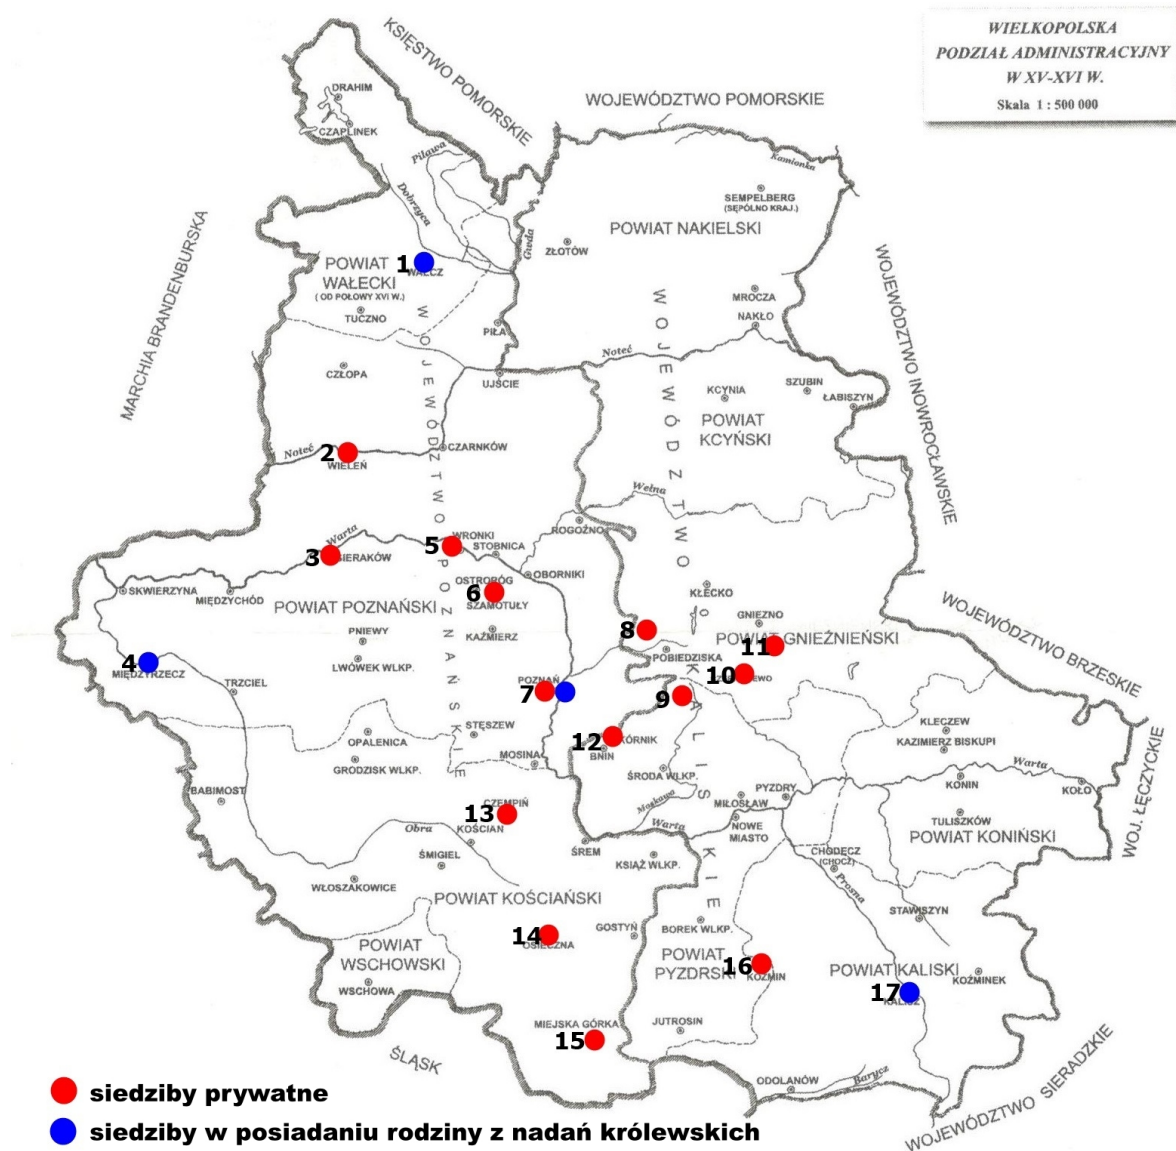 WIELKOPOLSKA
PODZIAŁ ADMINISTRACYJNY
W XV-XVI W.
Skala 1 : 500 000
KSIĘSTWO POMORSKIE
WOJEWÓDZTWO POMORSKIE
MARCHIA BRANDENBURSKA
WOJEWÓDZTWO INOWROCŁAWSKIE
WOJEWÓDZTWO BRZESKIE
WOJ. ŁĘCZYCKIE
WOJEWÓDZTWO SIERADZKIE
ŚLĄSK
WOJEWÓDZTWO POZNAŃSKIE
WOJEWÓDZTWO KALISKIE
DRAHIM
CZAPLINEK
Piława
Dobrzyca
Gwda
Kamionka
SEMPELBERG
(SĘPÓLNO KRAJ.)
POWIAT NAKIELSKI
ZŁOTÓW
POWIAT
WAŁECKI
( OD POŁOWY XVI W.)
1
WAŁCZ
TUCZNO
PIŁA
MROCZA
NAKŁO
Noteć
CZŁOPA
UJŚCIE
KCYNIA
SZUBIN
ŁABISZYN
POWIAT
KCYŃSKI
Noteć
2
WIELEŃ
CZARNKÓW
Wełna
ROGOŹNO
Warta
3
SIERAKÓW
5
WRONKI
STOBNICA
OBORNIKI
SKWIERZYNA
MIĘDZYCHÓD
POWIAT POZNAŃSKI
OSTRORÓG
6
SZAMOTUŁY
KAŹMIERZ
PNIEWY
LWÓWEK WLKP.
KŁECKO
GNIEZNO
POWIAT GNIEŹNIEŃSKI
8
11
POBIEDZISKA
10
4
MIĘDZYRZECZ
TRZCIEL
POZNAŃ
7
9
STĘSZEW
MOSINA
OPALENICA
GRODZISK WLKP.
12
KÓRNIK
BNIN
ŚRODA WLKP.
KLECZEW
KAZIMIERZ BISKUPI
KONIN
Warta
KOŁO
TULISZKÓW
POWIAT KONIŃSKI
BABIMOST
CZEMPIŃ
13
KOŚCIAN
Obra
ŚMIGIEL
WŁOSZAKOWICE
Moskawa
MIŁOSŁAW
PYZDRY
Warta
NOWE
MIASTO
ŚREM
KSIĄŻ WLKP.
CHODECZ
(CHOCZ)
Prosna
STAWISZYN
POWIAT KOŚCIAŃSKI
POWIAT
WSCHOWSKI
WSCHOWA
14
OSIECZNA
GOSTYŃ
BOREK WLKP.
POWIAT
PYZDRSKI
16
KOŹMIN
POWIAT KALISKI
17
KALISZ
KOŹMINEK
MIEJSKA GÓRKA
15
JUTROSIN
ODOLANÓW
Barycz
siedziby prywatne
siedziby w posiadaniu rodziny z nadań królewskich